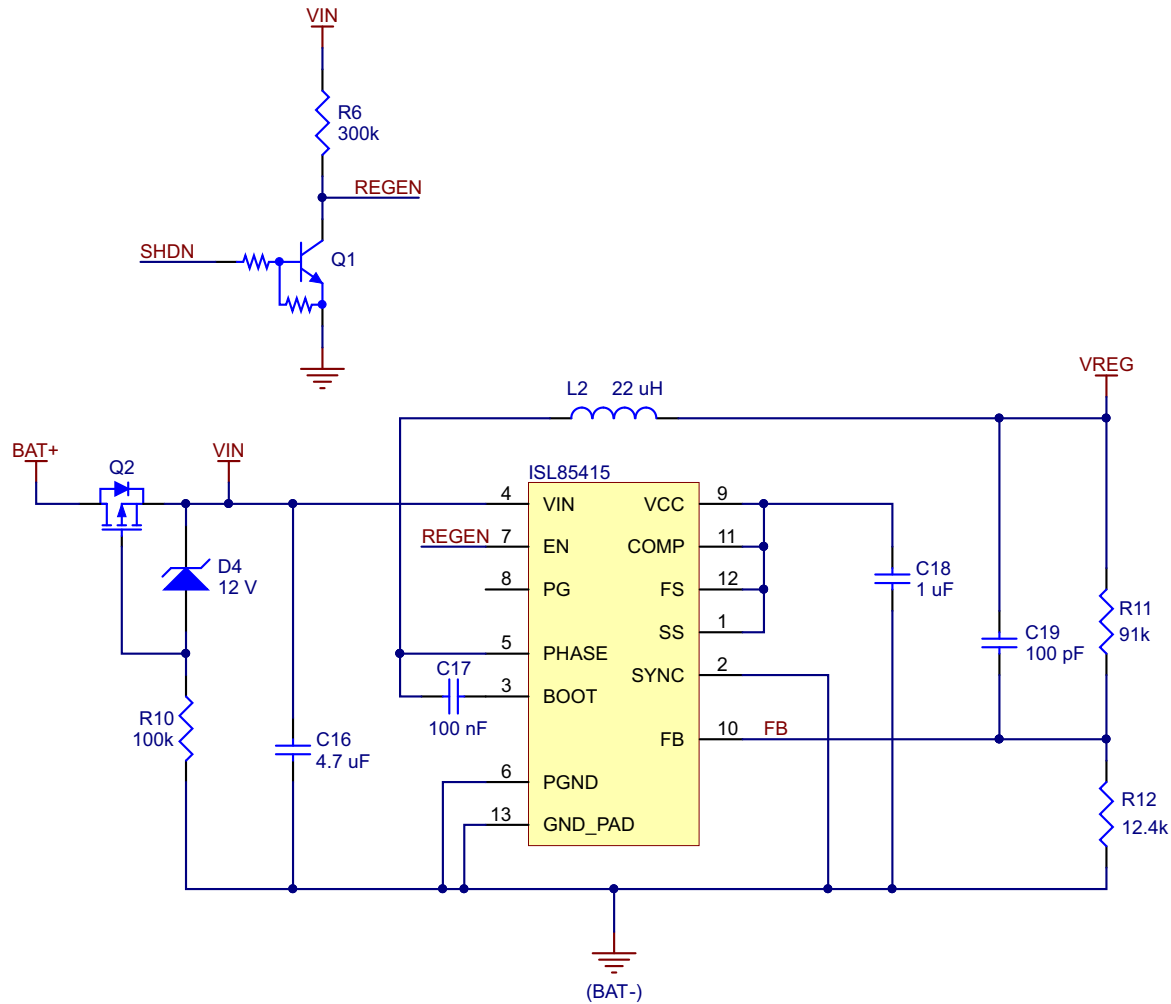 VIN
R6
300k
REGEN
SHDN
Q1
VREG
L2 22 uH
BAT+
Q2
VIN
ISL85415
4 VIN VCC 9
REGEN 7 EN COMP 11
8 PG FS 12
SS 1
5 PHASE
SYNC 2
3 BOOT
FB 10 FB
6 PGND
13 GND_PAD
D4
12 V
C17
100 nF
C18
1 uF
C19
100 pF
R11
91k
R10
100k
C16
4.7 uF
R12
12.4k
(BAT-)